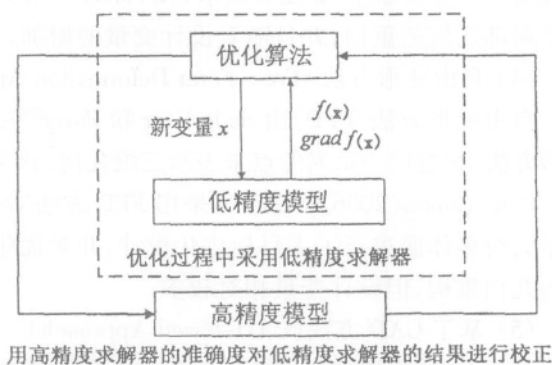 优化算法
新变量 x
f(x)
grad f(x)
低精度模型
优化过程中采用低精度求解器
高精度模型
用高精度求解器的准确度对低精度求解器的结果进行校正